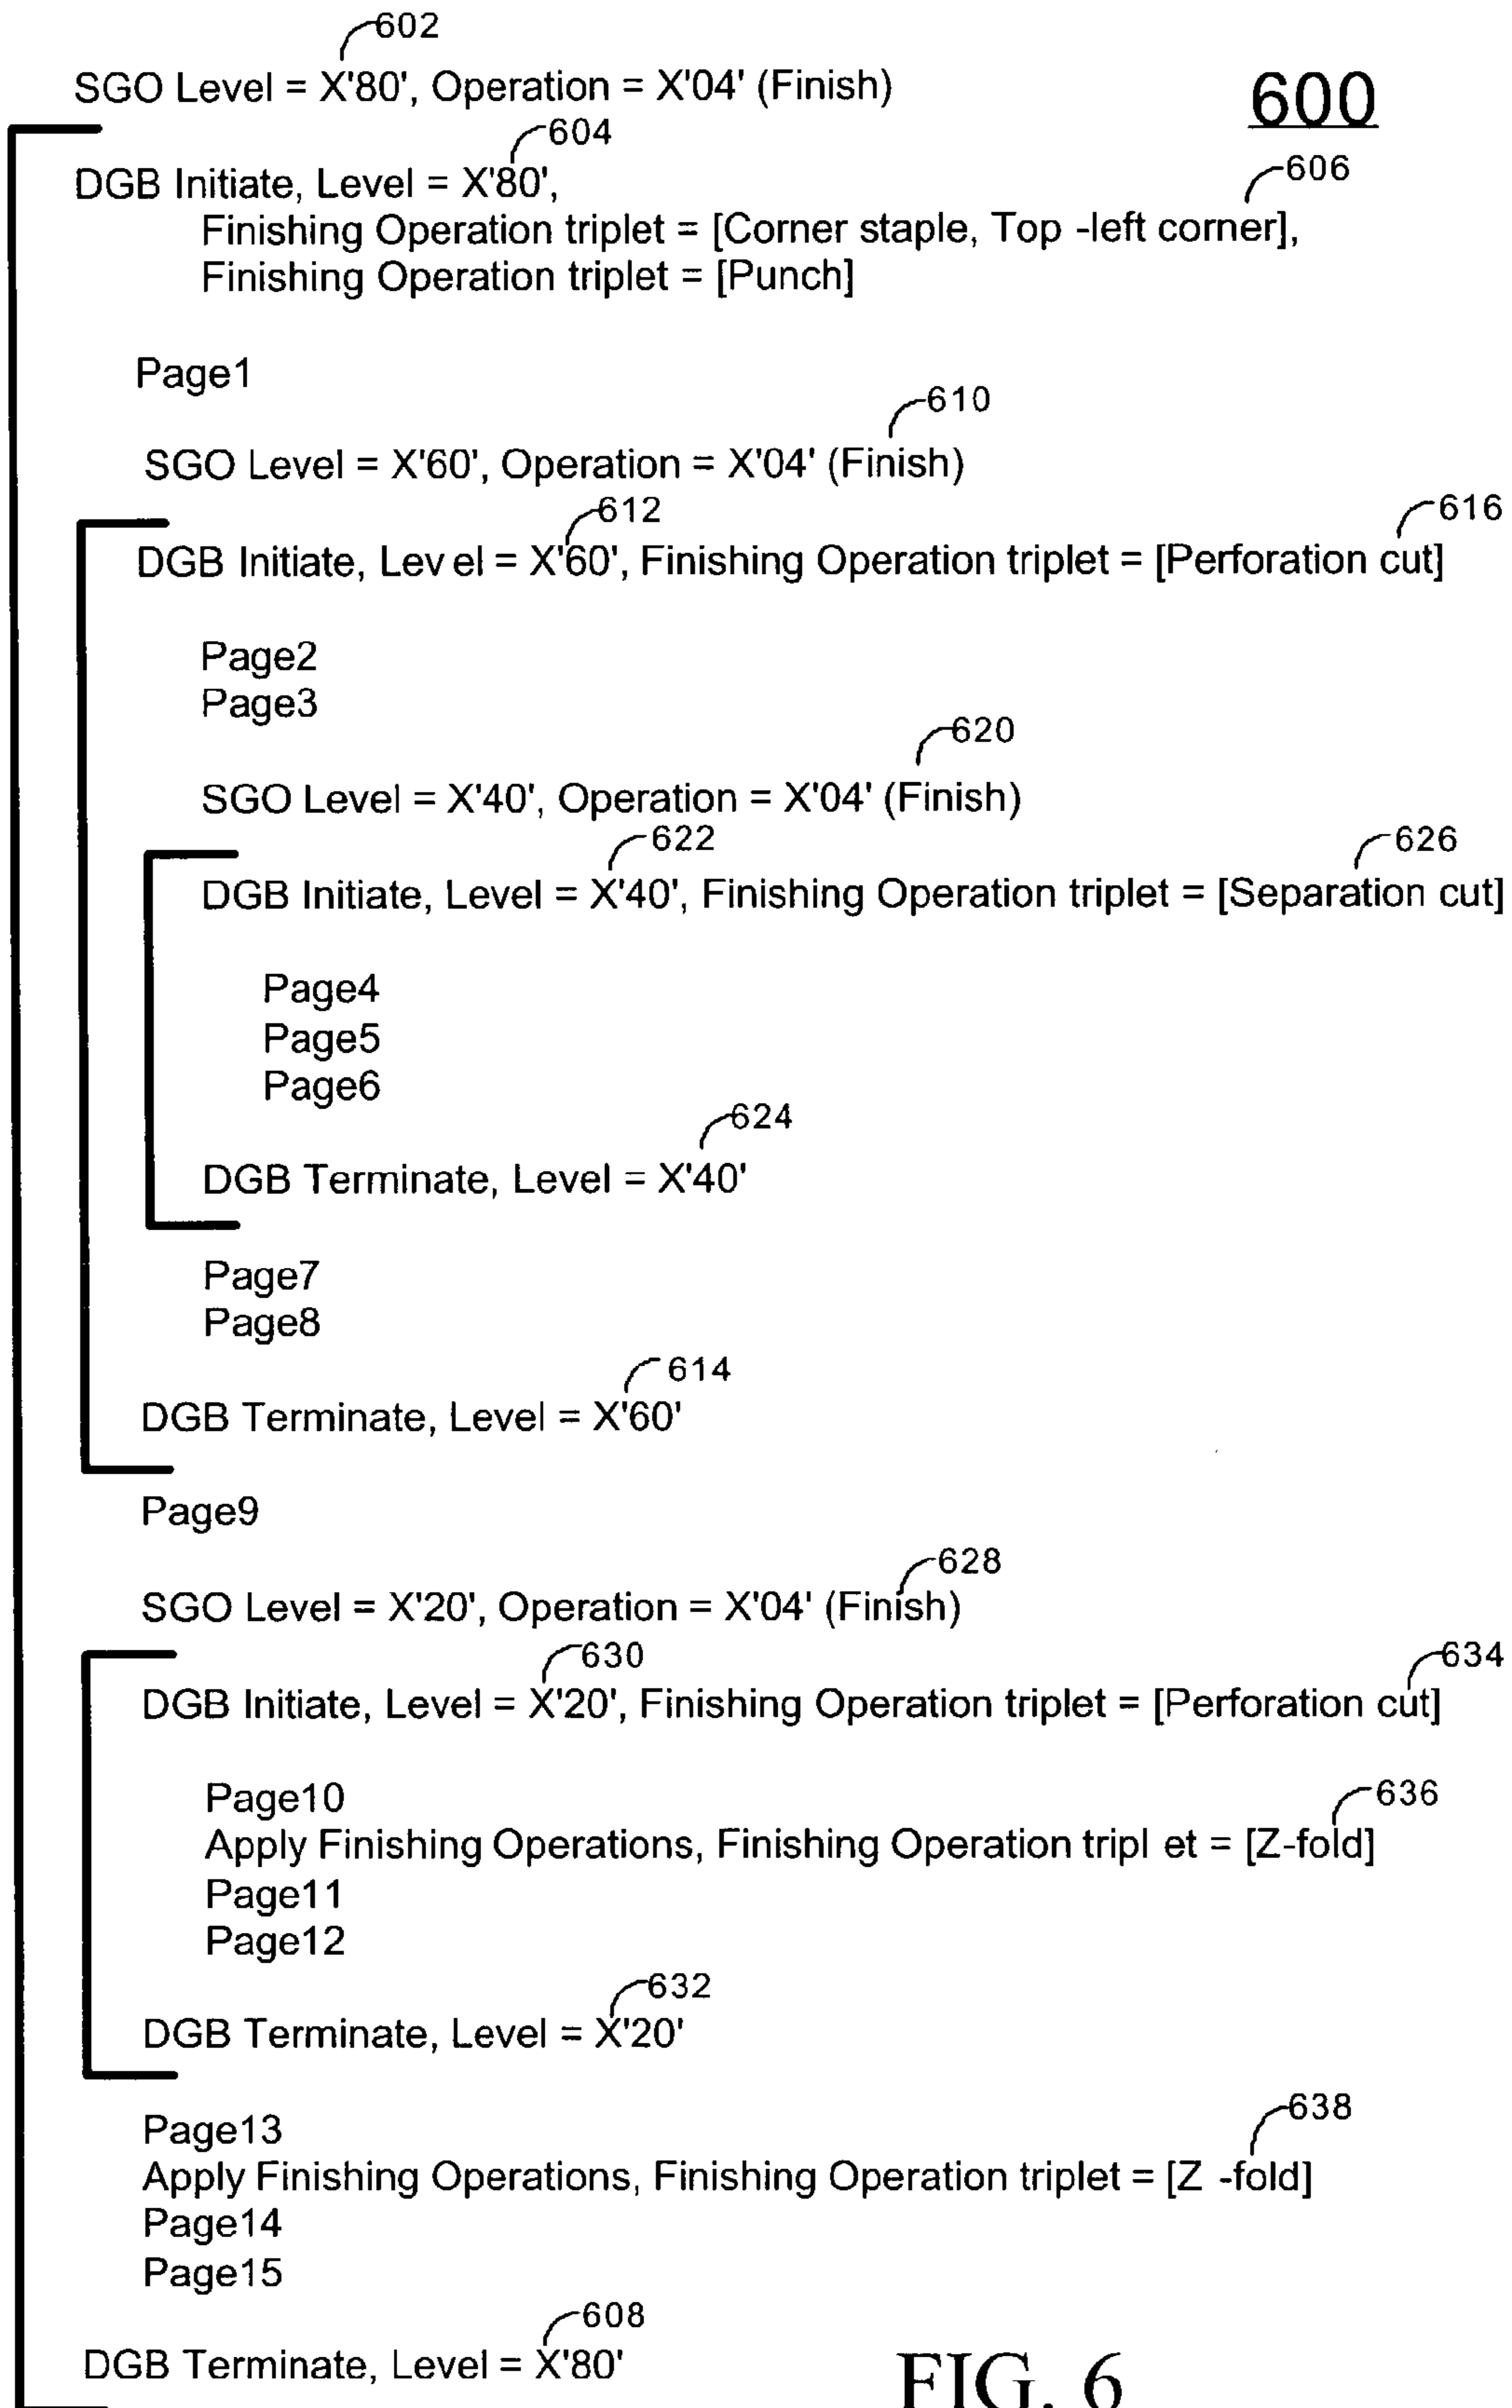 602
SGO Level = X'80', Operation = X'04' (Finish)
600
604
DGB Initiate, Level = X'80',
606
Finishing Operation triplet = [Corner staple, Top -left corner],
Finishing Operation triplet = [Punch]
Page1
610
SGO Level = X'60', Operation = X'04' (Finish)
612
616
DGB Initiate, Lev el = X'60', Finishing Operation triplet = [Perforation cut]
Page2
Page3
620
SGO Level = X'40', Operation = X'04' (Finish)
622
626
DGB Initiate, Level = X'40', Finishing Operation triplet = [Separation cut]
Page4
Page5
Page6
624
DGB Terminate, Level = X'40'
Page7
Page8
614
DGB Terminate, Level = X'60'
Page9
628
SGO Level = X'20', Operation = X'04' (Finish)
630
634
DGB Initiate, Level = X'20', Finishing Operation triplet = [Perforation cut]
Page10
636
Apply Finishing Operations, Finishing Operation tripl et = [Z-fold]
Page11
Page12
632
DGB Terminate, Level = X'20'
Page13
638
Apply Finishing Operations, Finishing Operation triplet = [Z -fold]
Page14
Page15
608
DGB Terminate, Level = X'80'
FIG. 6